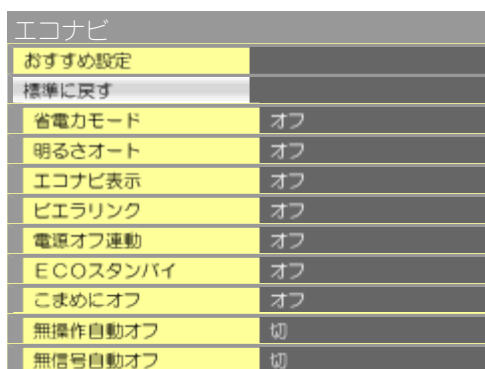 エコナビ
おすすめ設定
標準に戻す
省電力モード オフ
明るさオート オフ
エコナビ表示 オフ
ビエラリンク オフ
電源オフ連動 オフ
ECOスタンバイ オフ
こまめにオフ オフ
無操作自動オフ 切
無信号自動オフ 切